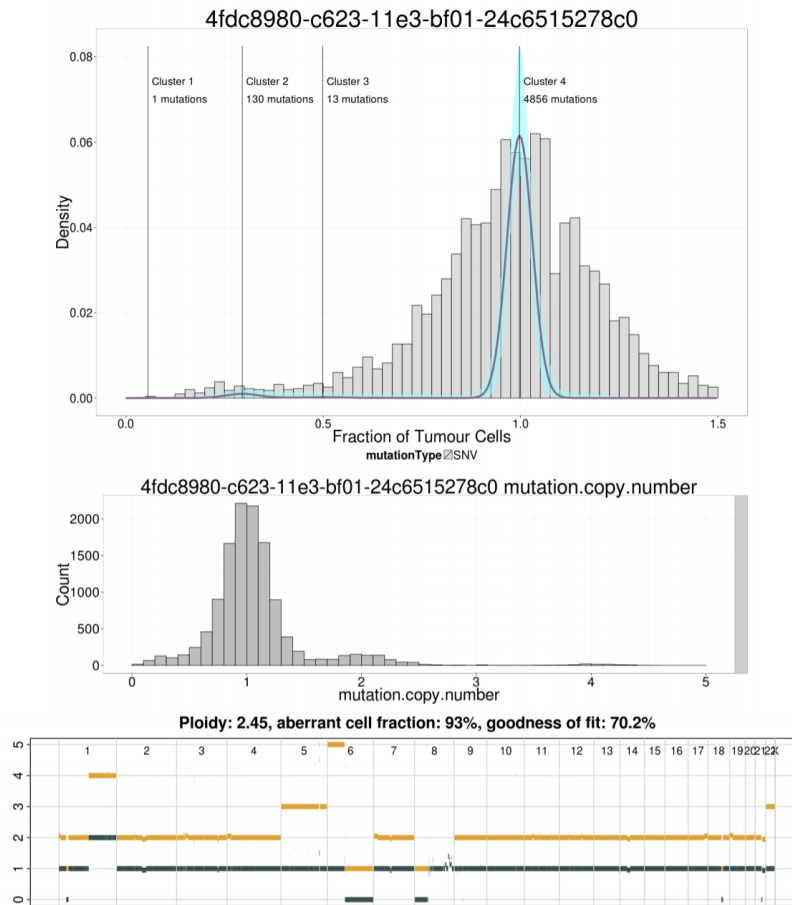 4fdc8980-c623-11e3-bf01-24c6515278c0
Cluster 1
1 mutations
Cluster 2
130 mutations
Cluster 3
13 mutations
Cluster 4
4856 mutations
Density
0.08
0.06
0.04
0.02
0.00
0.0 0.5 1.0 1.5
Fraction of Tumour Cells
mutationType SNV
4fdc8980-c623-11e3-bf01-24c6515278c0 mutation.copy.number
Count
2000
1500
1000
500
0
0 1 2 3 4 5
mutation.copy.number
Ploidy: 2.45, aberrant cell fraction: 93%, goodness of fit: 70.2%
1 2 3 4 5 6 7 8 9 10 11 12 13 14 15 16 17 18 19 20 21 22 X
5
4
3
2
1
0